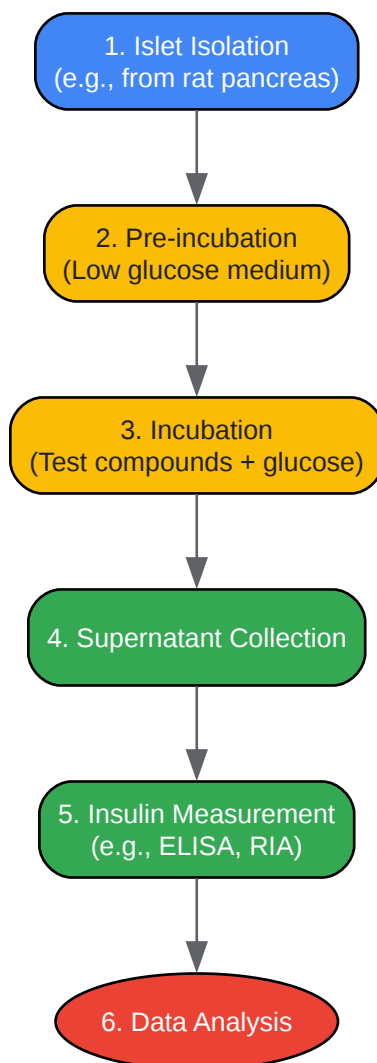 1. Islet Isolation
(e.g., from rat pancreas)
2. Pre-incubation
(Low glucose medium)
3. Incubation
(Test compounds + glucose)
4. Supernatant Collection
5. Insulin Measurement
(e.g., ELISA, RIA)
6. Data Analysis